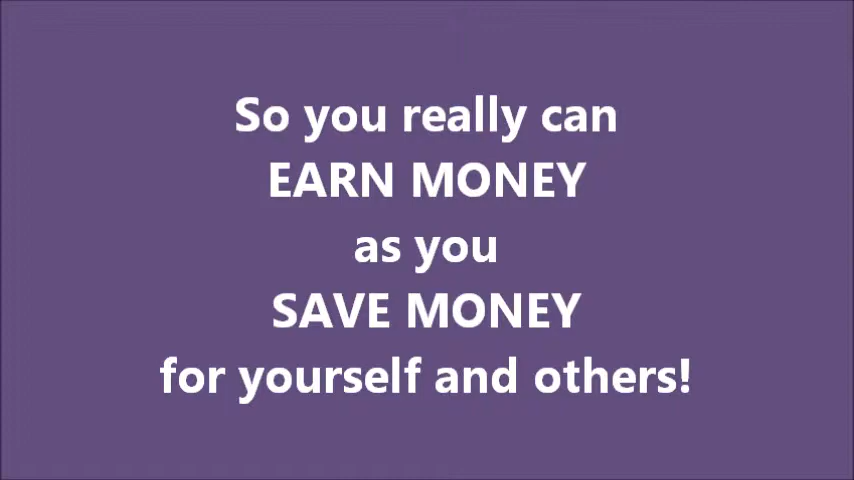 So you really can
EARN MONEY
as you
SAVE MONEY
for yourself and others!